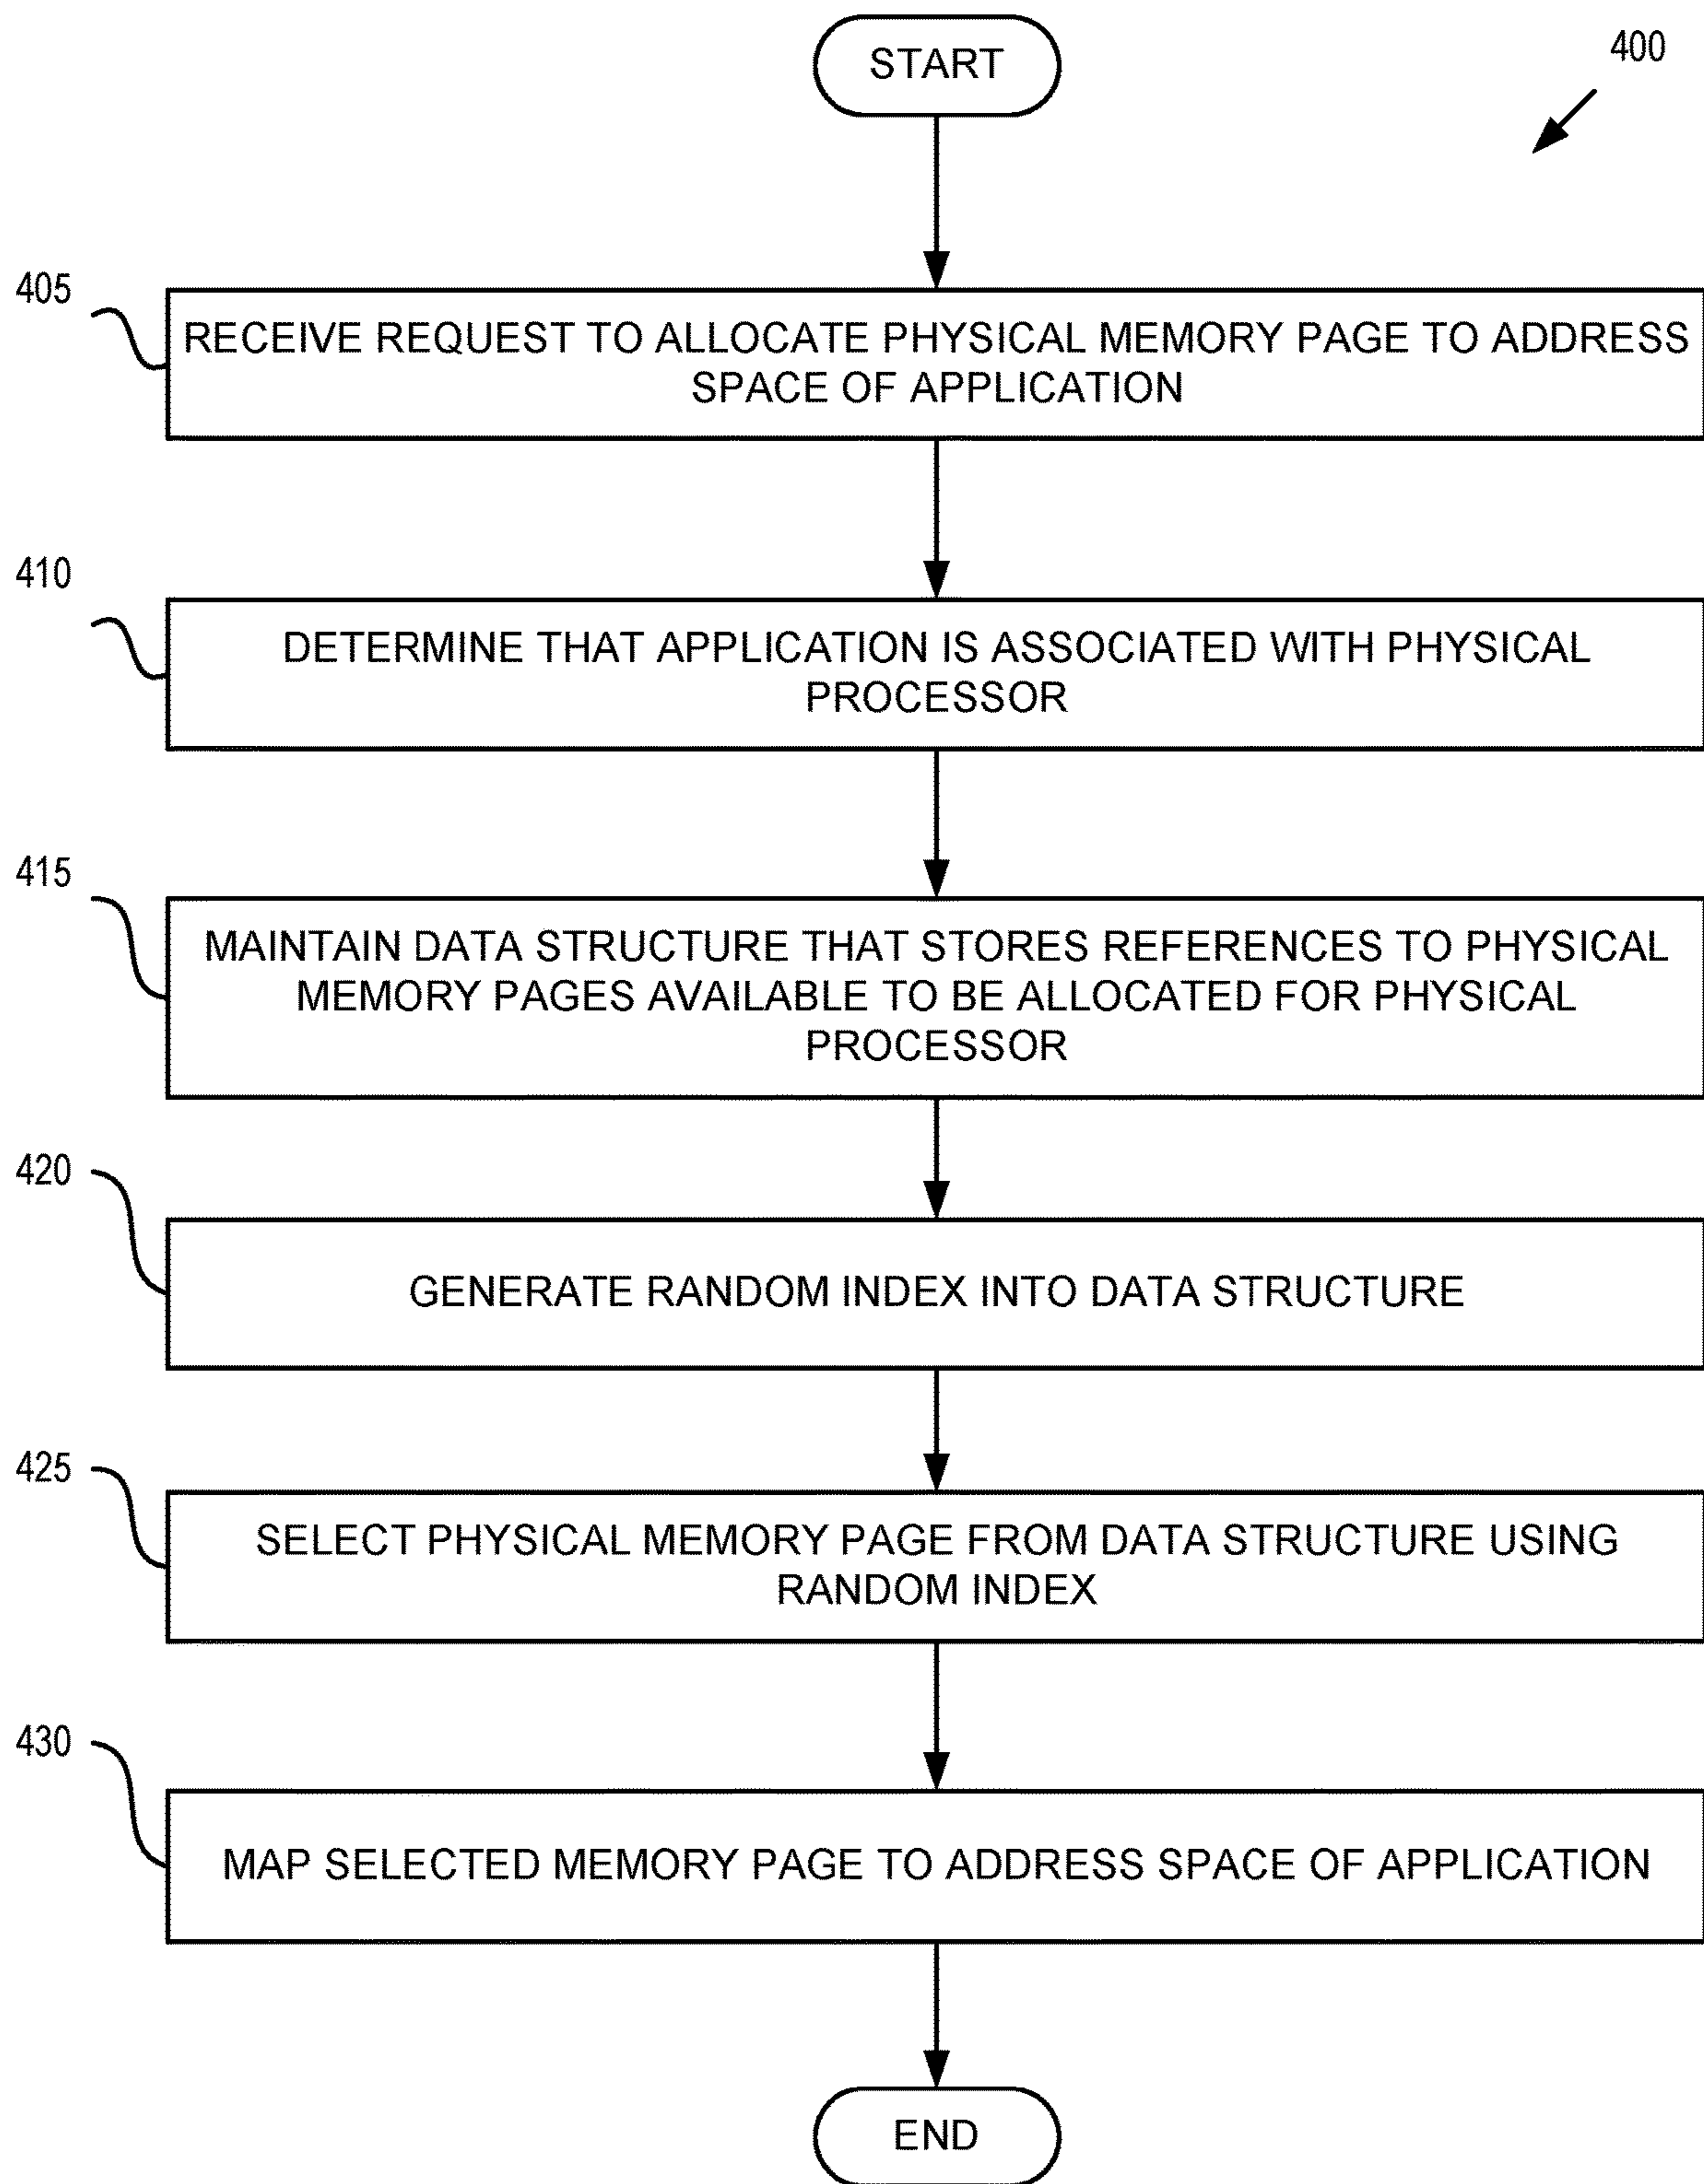 START
400
405
RECEIVE REQUEST TO ALLOCATE PHYSICAL MEMORY PAGE TO ADDRESS
SPACE OF APPLICATION
410
DETERMINE THAT APPLICATION IS ASSOCIATED WITH PHYSICAL
PROCESSOR
415
MAINTAIN DATA STRUCTURE THAT STORES REFERENCES TO PHYSICAL
MEMORY PAGES AVAILABLE TO BE ALLOCATED FOR PHYSICAL
PROCESSOR
420
GENERATE RANDOM INDEX INTO DATA STRUCTURE
425
SELECT PHYSICAL MEMORY PAGE FROM DATA STRUCTURE USING
RANDOM INDEX
430
MAP SELECTED MEMORY PAGE TO ADDRESS SPACE OF APPLICATION
END